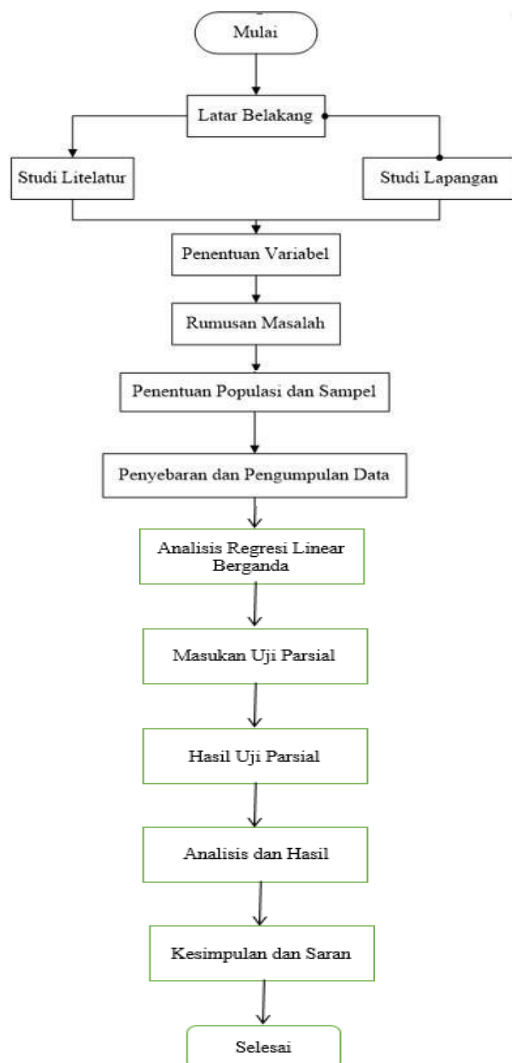 Mulai
Latar Belakang
Studi Litelatur
Studi Lapangan
Penentuan Variabel
Rumusan Masalah
Penentuan Populasi dan Sampel
Penyebaran dan Pengumpulan Data
Analisis Regresi Linear
Berganda
Masukan Uji Parsial
Hasil Uji Parsial
Analisis dan Hasil
Kesimpulan dan Saran
Selesai